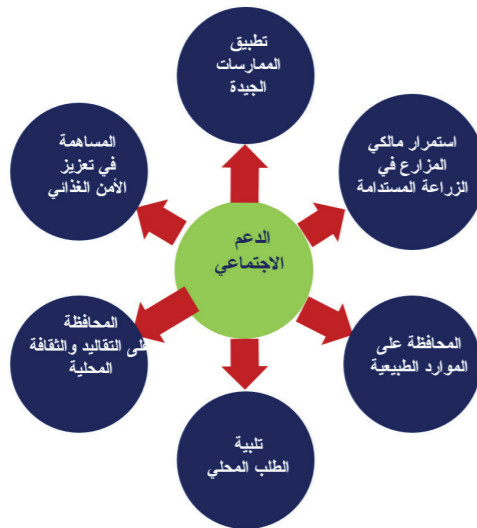 تطبيق
الممارسات
الجيدة
استمرار مالكي
المزارع في
الزراعة المستدامة
المساهمة
في تعزيز
الأمن الغذائي
الدعم
الاجتماعي
المحافظة على
الموارد الطبيعية
المحافظة
على التقاليد والثقافة
المحلية
تلبية
الطلب المحلي